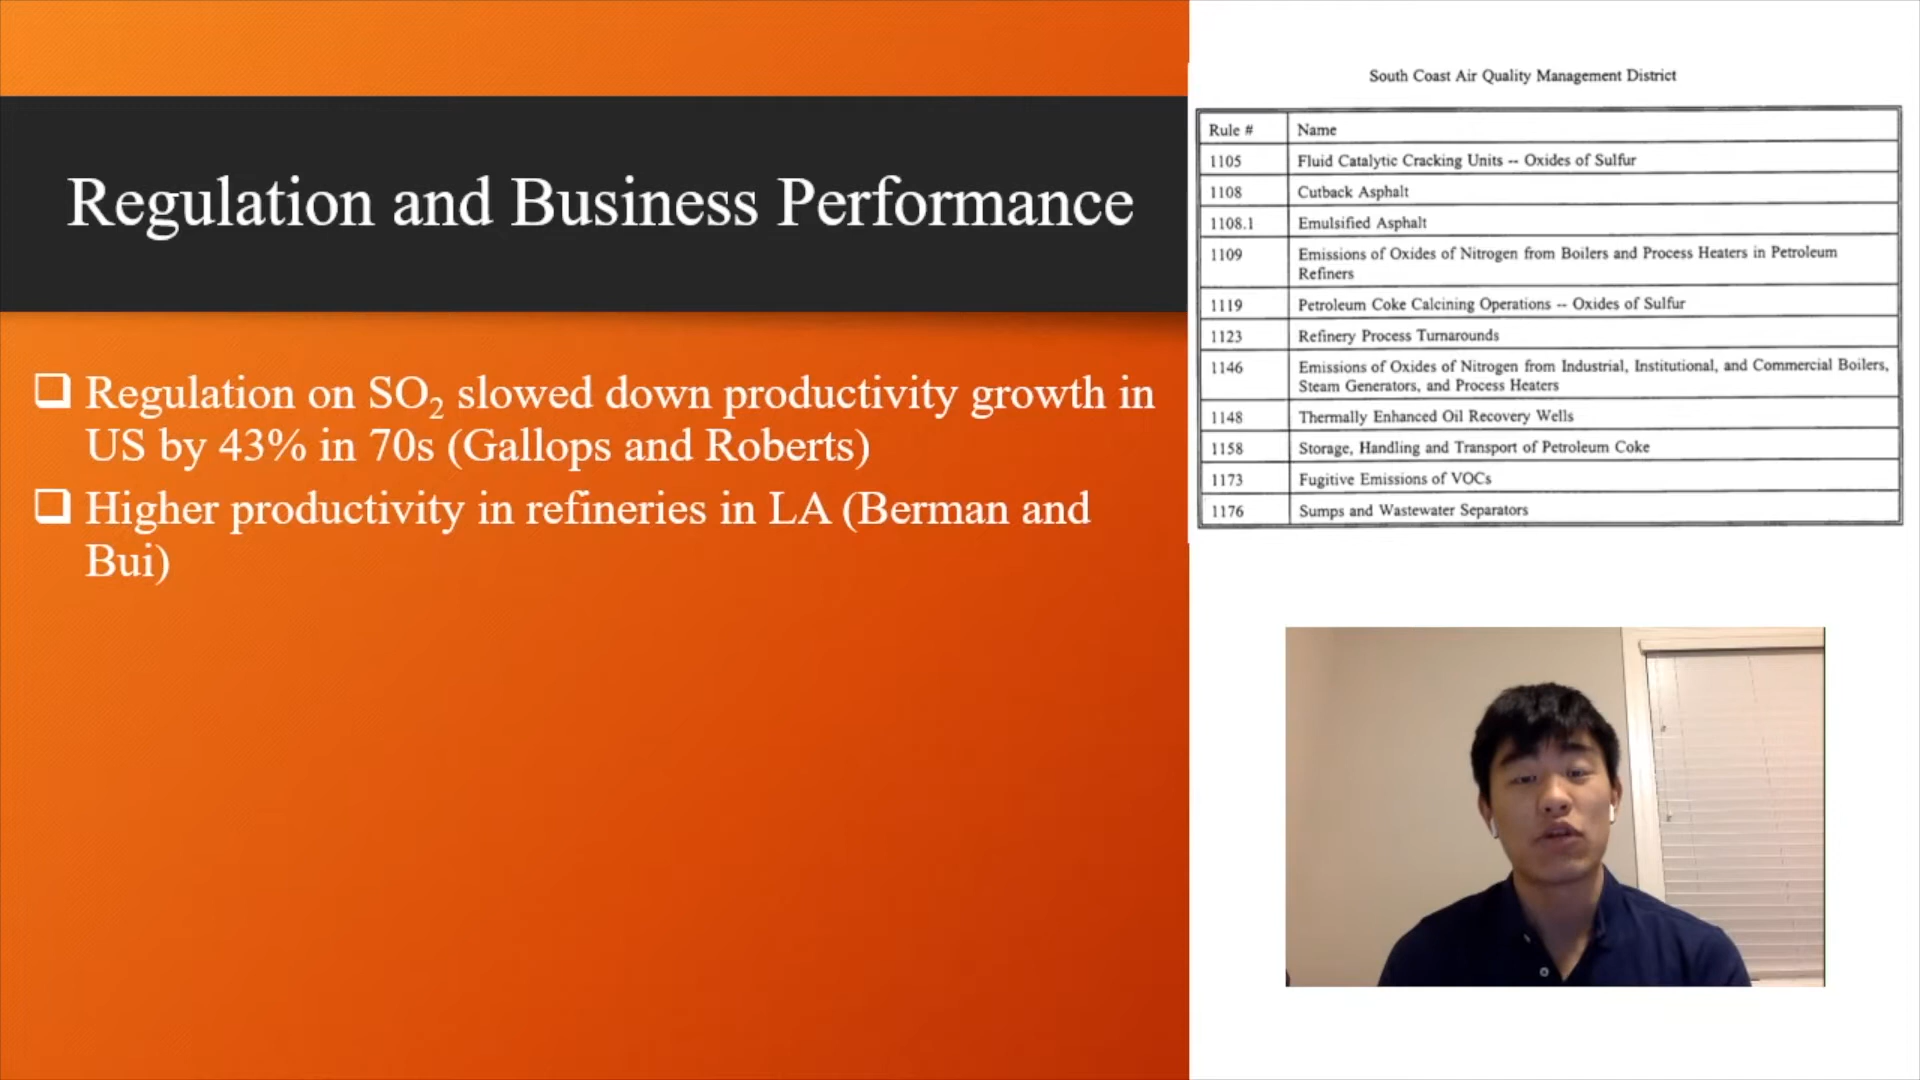 Regulation and Business Performance
❑ Regulation on SO₂ slowed down productivity growth in
US by 43% in 70s (Gallops and Roberts)
❑ Higher productivity in refineries in LA (Berman and
Bui)
South Coast Air Quality Management District
Rule # Name
1105 Fluid Catalytic Cracking Units -- Oxides of Sulfur
1108 Cutback Asphalt
1108.1 Emulsified Asphalt
1109 Emissions of Oxides of Nitrogen from Boilers and Process Heaters in Petroleum
Refiners
1119 Petroleum Coke Calcining Operations -- Oxides of Sulfur
1123 Refinery Process Turnarounds
1146 Emissions of Oxides of Nitrogen from Industrial, Institutional, and Commercial Boilers,
Steam Generators, and Process Heaters
1148 Thermally Enhanced Oil Recovery Wells
1158 Storage, Handling and Transport of Petroleum Coke
1173 Fugitive Emissions of VOCs
1176 Sumps and Wastewater Separators